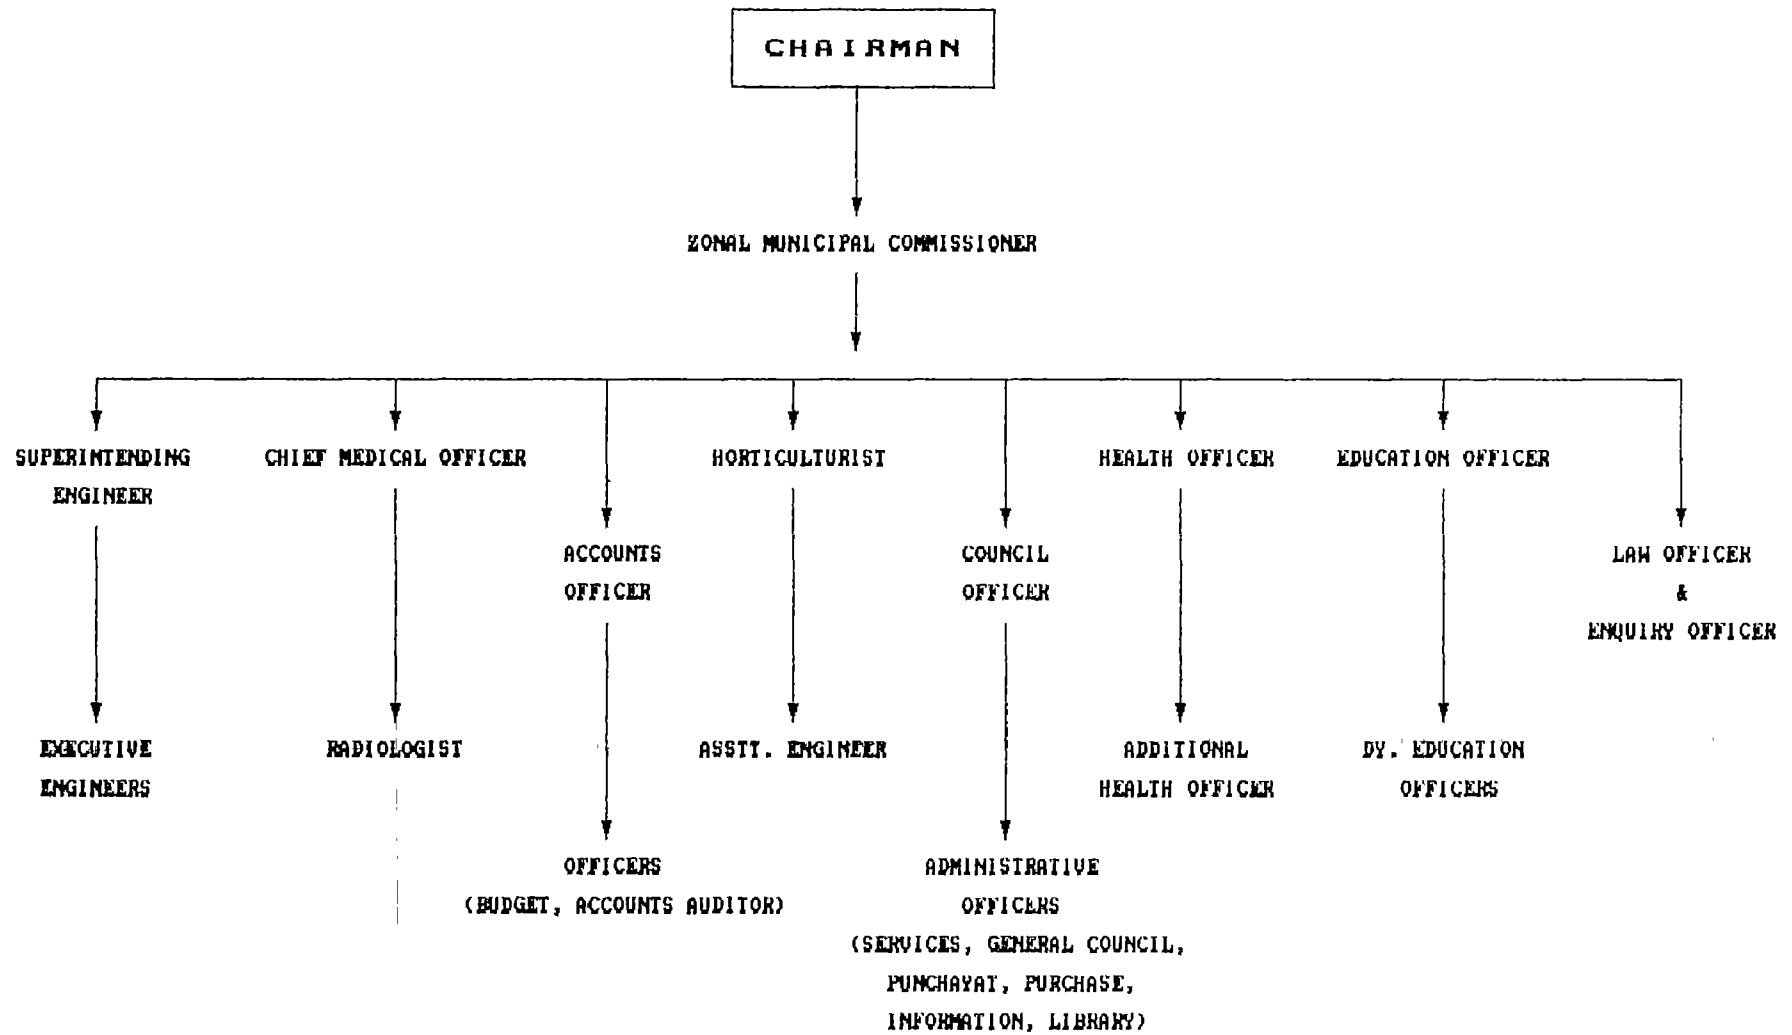 CHAIRMAN
ZONAL MUNICIPAL COMMISSIONER
SUPERINTENDING
ENGINEER
CHIEF MEDICAL OFFICER
ACCOUNTS
OFFICER
HORTICULTURIST
COUNCIL
OFFICER
HEALTH OFFICER
EDUCATION OFFICER
LAW OFFICER
&
ENQUIRY OFFICER
EXECUTIVE
ENGINEERS
RADIOLOGIST
OFFICERS
(BUDGET, ACCOUNTS AUDITOR)
ASSTT. ENGINEER
ADMINISTRATIVE
OFFICERS
(SERVICES, GENERAL COUNCIL,
PUNCHAYAT, PURCHASE,
INFORMATION, LIBRARY)
ADDITIONAL
HEALTH OFFICER
DY. EDUCATION
OFFICERS